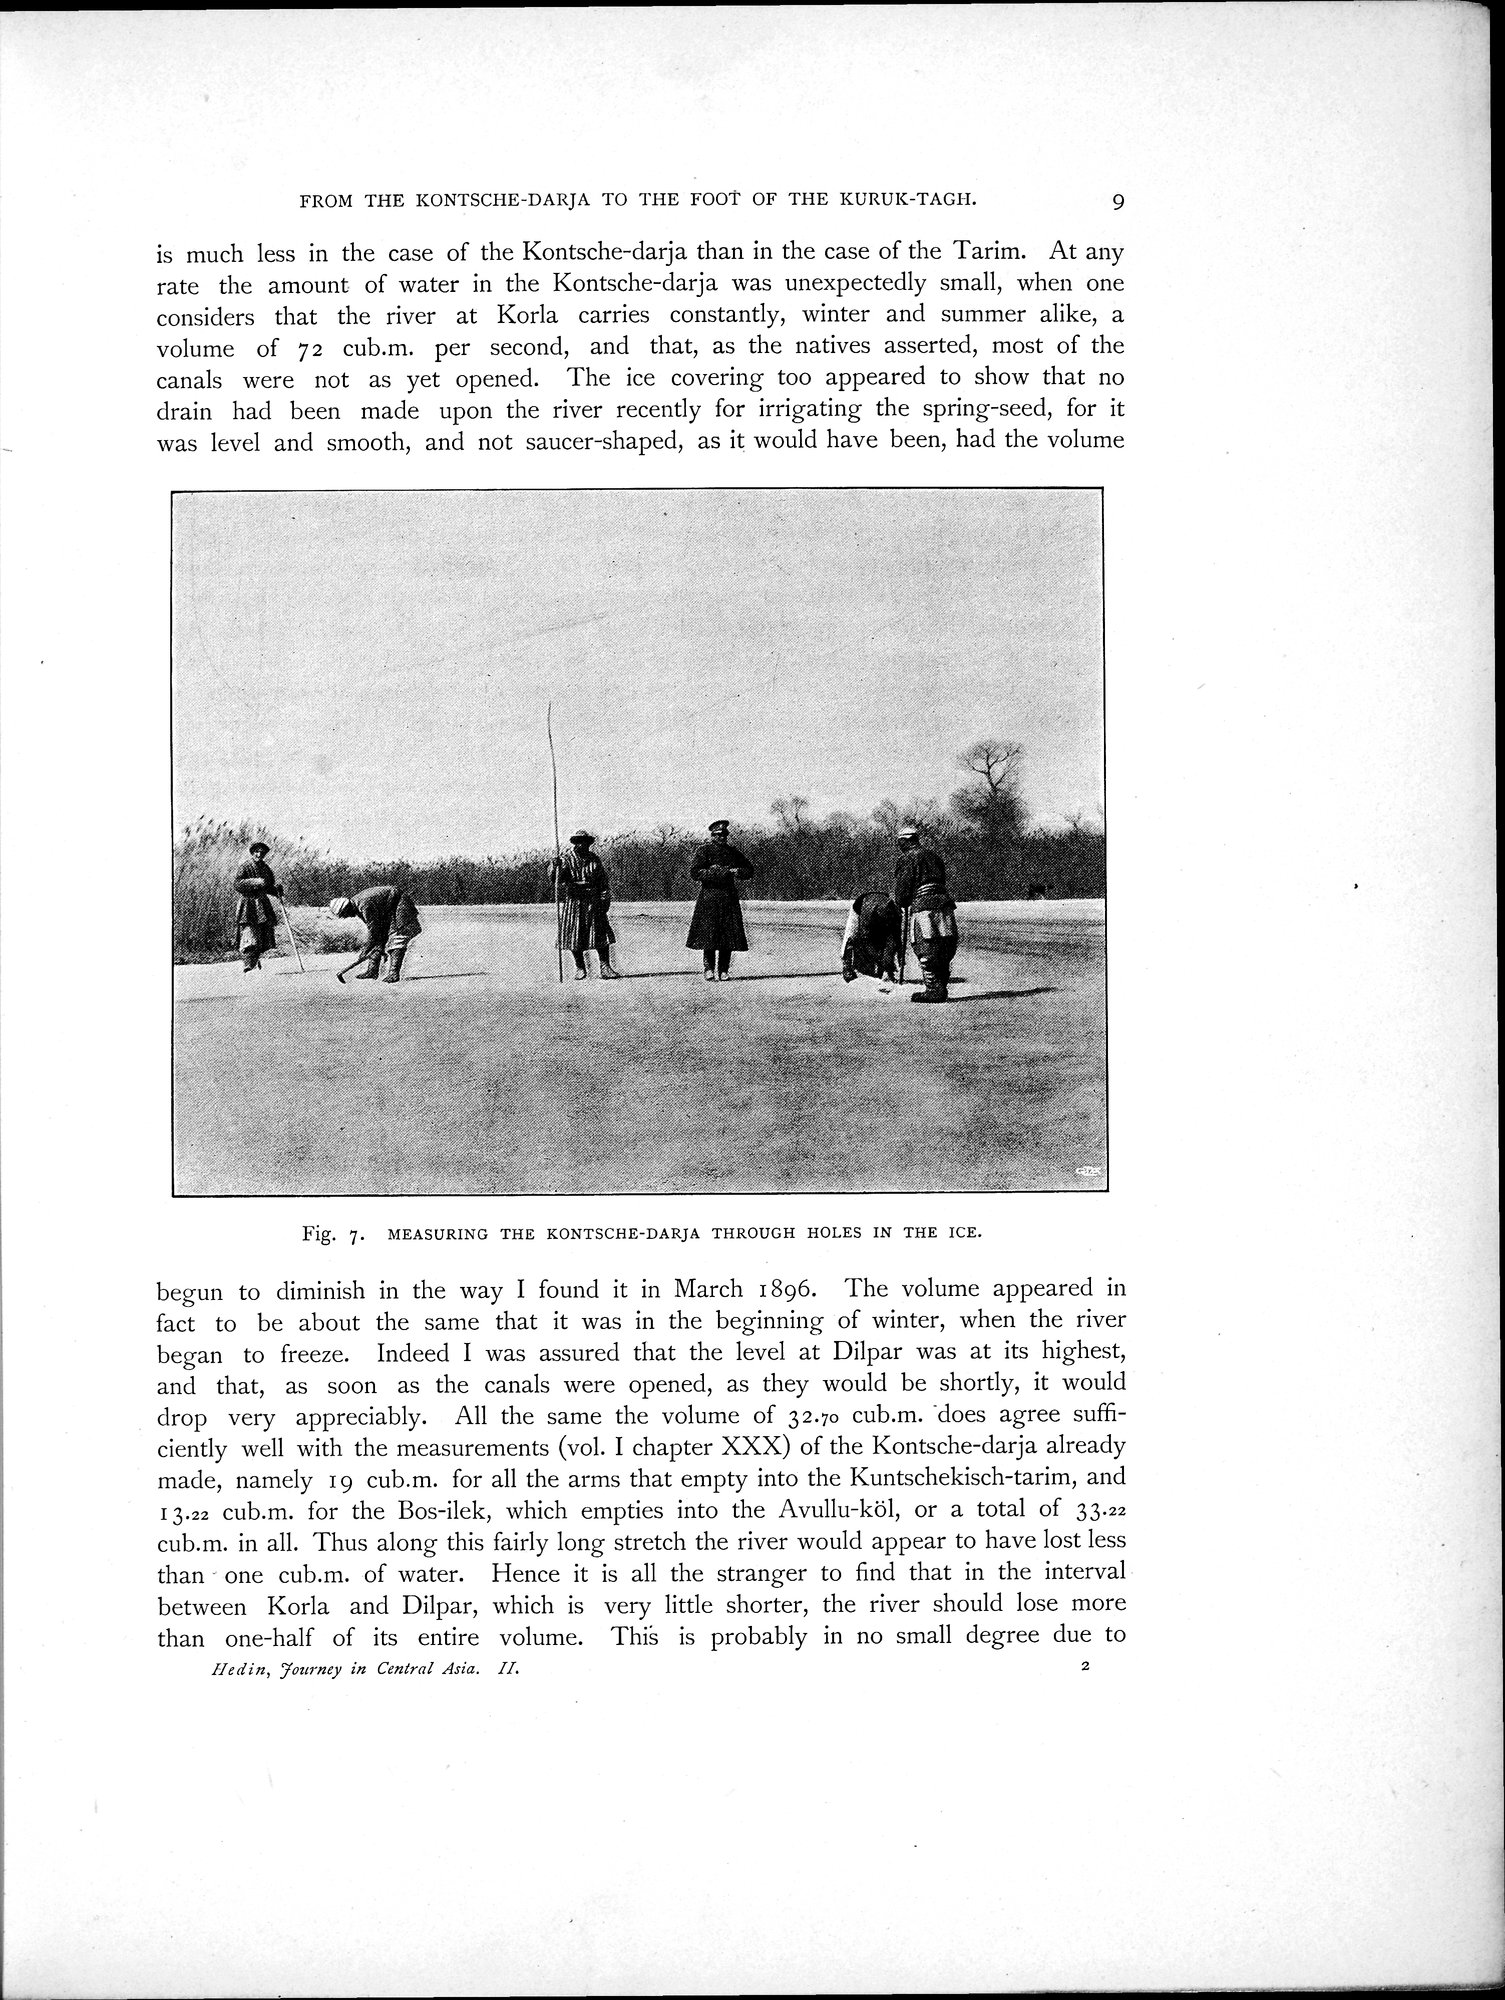 FROM THE KONTSCHE-DARJA TO THE FOOT OF THE KURUK-TAGH. 9
is much less in the case of the Kontsche-darja than in the case of the Tarim. At any
rate the amount of water in the Kontsche-darja was unexpectedly small, when one
considers that the river at Korla carries constantly, winter and summer alike, a
volume of 72 cub.m. per second, and that, as the natives asserted, most of the
canals were not as yet opened. The ice covering too appeared to show that no
drain had been made upon the river recently for irrigating the spring-seed, for it
was level and smooth, and not saucer-shaped, as it would have been, had the volume
Fig. 7. MEASURING THE KONTSCHE-DARJA THROUGH HOLES IN THE ICE.
begun to diminish in the way I found it in March 1896. The volume appeared in
fact to be about the same that it was in the beginning of winter, when the river
began to freeze. Indeed I was assured that the level at Dilpar was at its highest,
and that, as soon as the canals were opened, as they would be shortly, it would
drop very appreciably. All the same the volume of 32.70 cub.m. does agree suffi-
ciently well with the measurements (vol. I chapter XXX) of the Kontsche-darja already
made, namely 19 cub.m. for all the arms that empty into the Kuntschekisch-tarim, and
13.22 cub.m. for the Bos-ilek, which empties into the Avullu-köl, or a total of 33.22
cub.m. in all. Thus along this fairly long stretch the river would appear to have lost less
than one cub.m. of water. Hence it is all the stranger to find that in the interval
between Korla and Dilpar, which is very little shorter, the river should lose more
than one-half of its entire volume. This is probably in no small degree due to
Hedin, Journey in Central Asia. II. 2